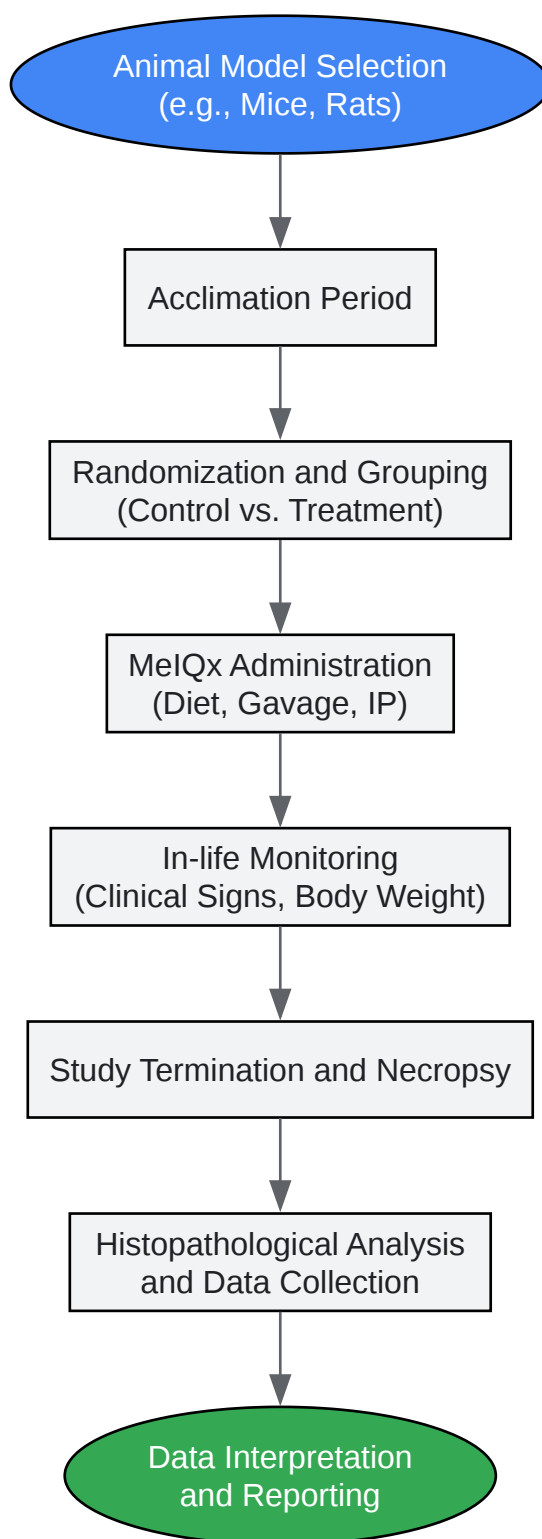 Animal Model Selection
(e.g., Mice, Rats)
Acclimation Period
Randomization and Grouping
(Control vs. Treatment)
MeIQx Administration
(Diet, Gavage, IP)
In-life Monitoring
(Clinical Signs, Body Weight)
Study Termination and Necropsy
Histopathological Analysis
and Data Collection
Data Interpretation
and Reporting